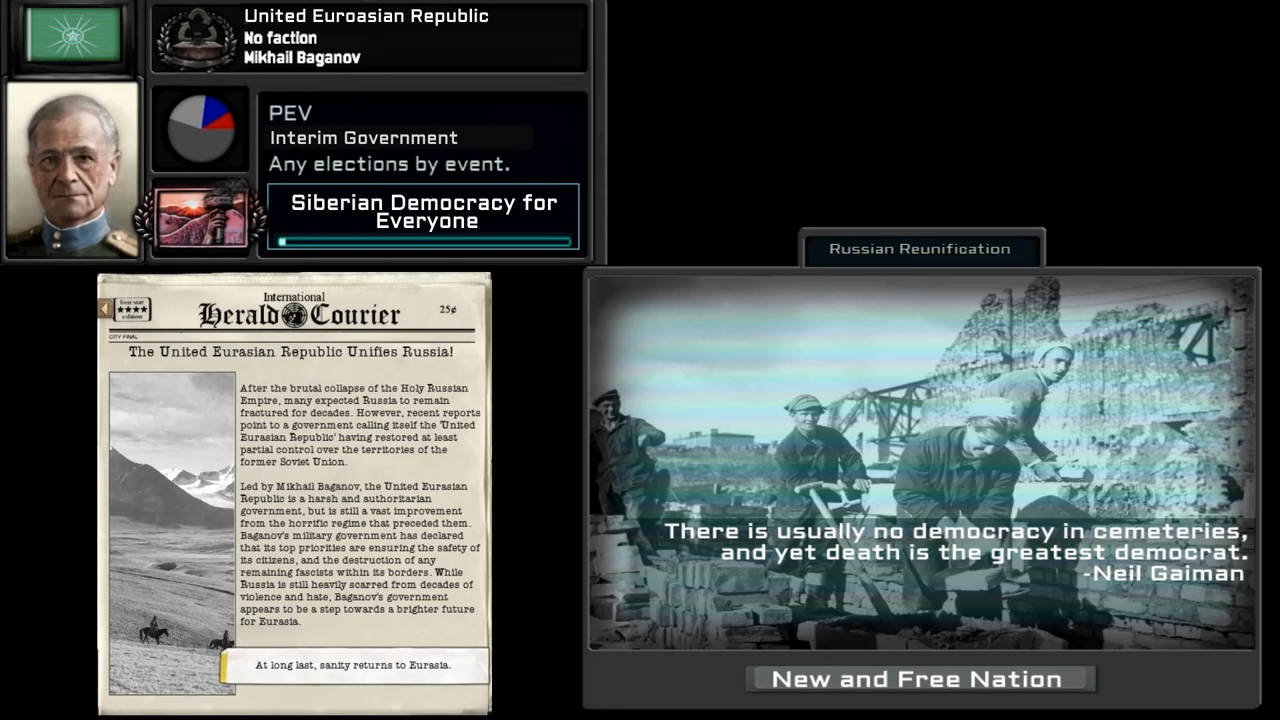 United Euroasian Republic
No faction
Mikhail Baganov
PEV
Interim Government
Any elections by event.
Siberian Democracy for
Everyone
four star
★★★★
edition
International
Herald Courier
25¢
CITY FINAL
The United Eurasian Republic Unifies Russia!
After the brutal collapse of the Holy Russian
Empire, many expected Russia to remain
fractured for decades. However, recent reports
point to a government calling itself the 'United
Eurasian Republic' having restored at least
partial control over the territories of the
former Soviet Union.
Led by Mikhail Baganov, the United Eurasian
Republic is a harsh and authoritarian
government, but is still a vast improvement
from the horrific regime that preceded them.
Baganov's military government has declared
that its top priorities are ensuring the safety of
its citizens, and the destruction of any
remaining fascists within its borders. While
Russia is still heavily scarred from decades of
violence and hate, Baganov's government
appears to be a step towards a brighter future
for Eurasia.
At long last, sanity returns to Eurasia.
Russian Reunification
There is usually no democracy in cemeteries,
and yet death is the greatest democrat.
-Neil Gaiman
New and Free Nation